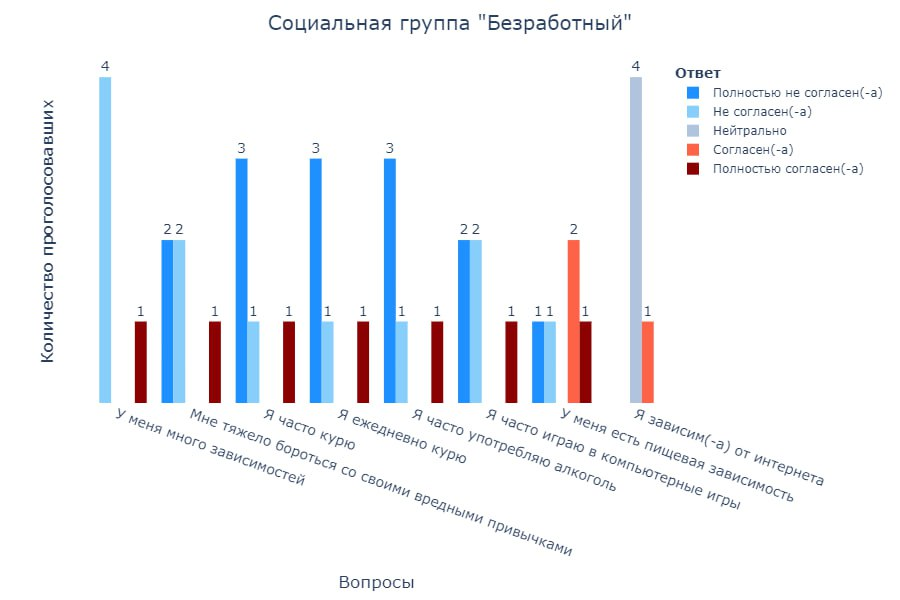 Социальная группа "Безработный"
Количество проголосовавших
4
1
2 2
1
3
1
1
3
1
1
3
1
1
2 2
1
1 1
2
1
4
1
Ответ
Полностью не согласен(-а)
Не согласен(-а)
Нейтрально
Согласен(-а)
Полностью согласен(-а)
У меня много зависимостей
Мне тяжело бороться со своими вредными привычками
Я часто курю
Я ежедневно курю
Я часто употребляю алкоголь
Я часто играю в компьютерные игры
У меня есть пищевая зависимость
Я зависим(-а) от интернета
Вопросы